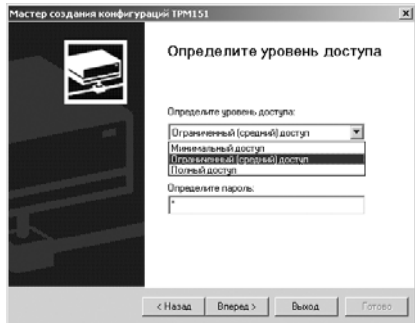 Мастер создания конфигураций ТРМ151
Определите уровень доступа
Определите уровень доступа:
Ограниченный (средний) доступ
Минимальный доступ
Ограниченный (средний) доступ
Полный доступ
Определите пароль:
*
< Назад
Вперед >
Выход
Готово